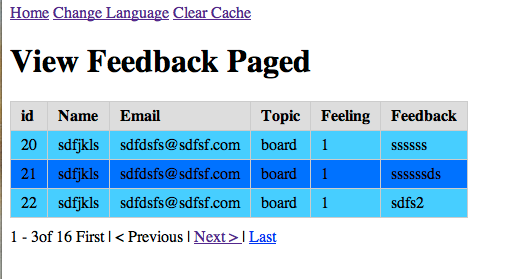 Home Change Language Clear Cache
View Feedback Paged
id Name Email Topic Feeling Feedback
20 sdfjkls sdfdsfs@sdfsf.com board 1 ssssss
21 sdfjkls sdfdsfs@sdfsf.com board 1 ssssssds
22 sdfjkls sdfdsfs@sdfsf.com board 1 sdfs2
1 - 3of 16 First | < Previous | Next > | Last